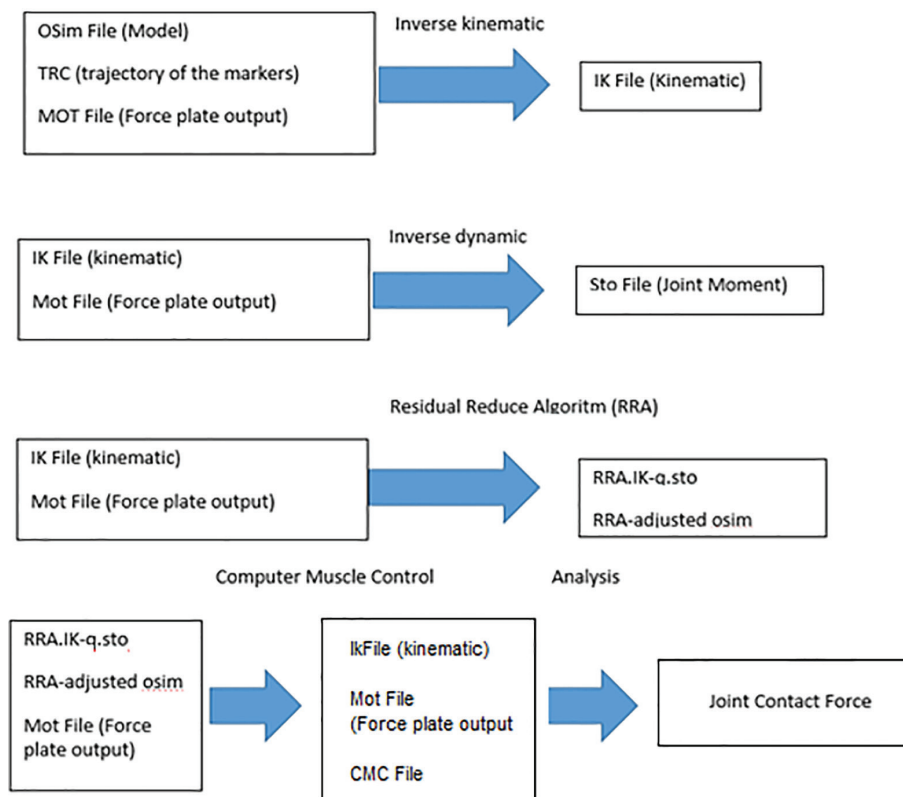 OSim File (Model)
TRC (trajectory of the markers)
MOT File (Force plate output)
Inverse kinematic
IK File (Kinematic)
IK File (kinematic)
Mot File (Force plate output)
Inverse dynamic
Sto File (Joint Moment)
Residual Reduce Algoritm (RRA)
IK File (kinematic)
Mot File (Force plate output)
RRA.IK-q.sto
RRA-adjusted osim
Computer Muscle Control
Analysis
RRA.IK-q.sto
RRA-adjusted osim
Mot File (Force
plate output)
IkFile (kinematic)
Mot File
(Force plate output
CMC File
Joint Contact Force